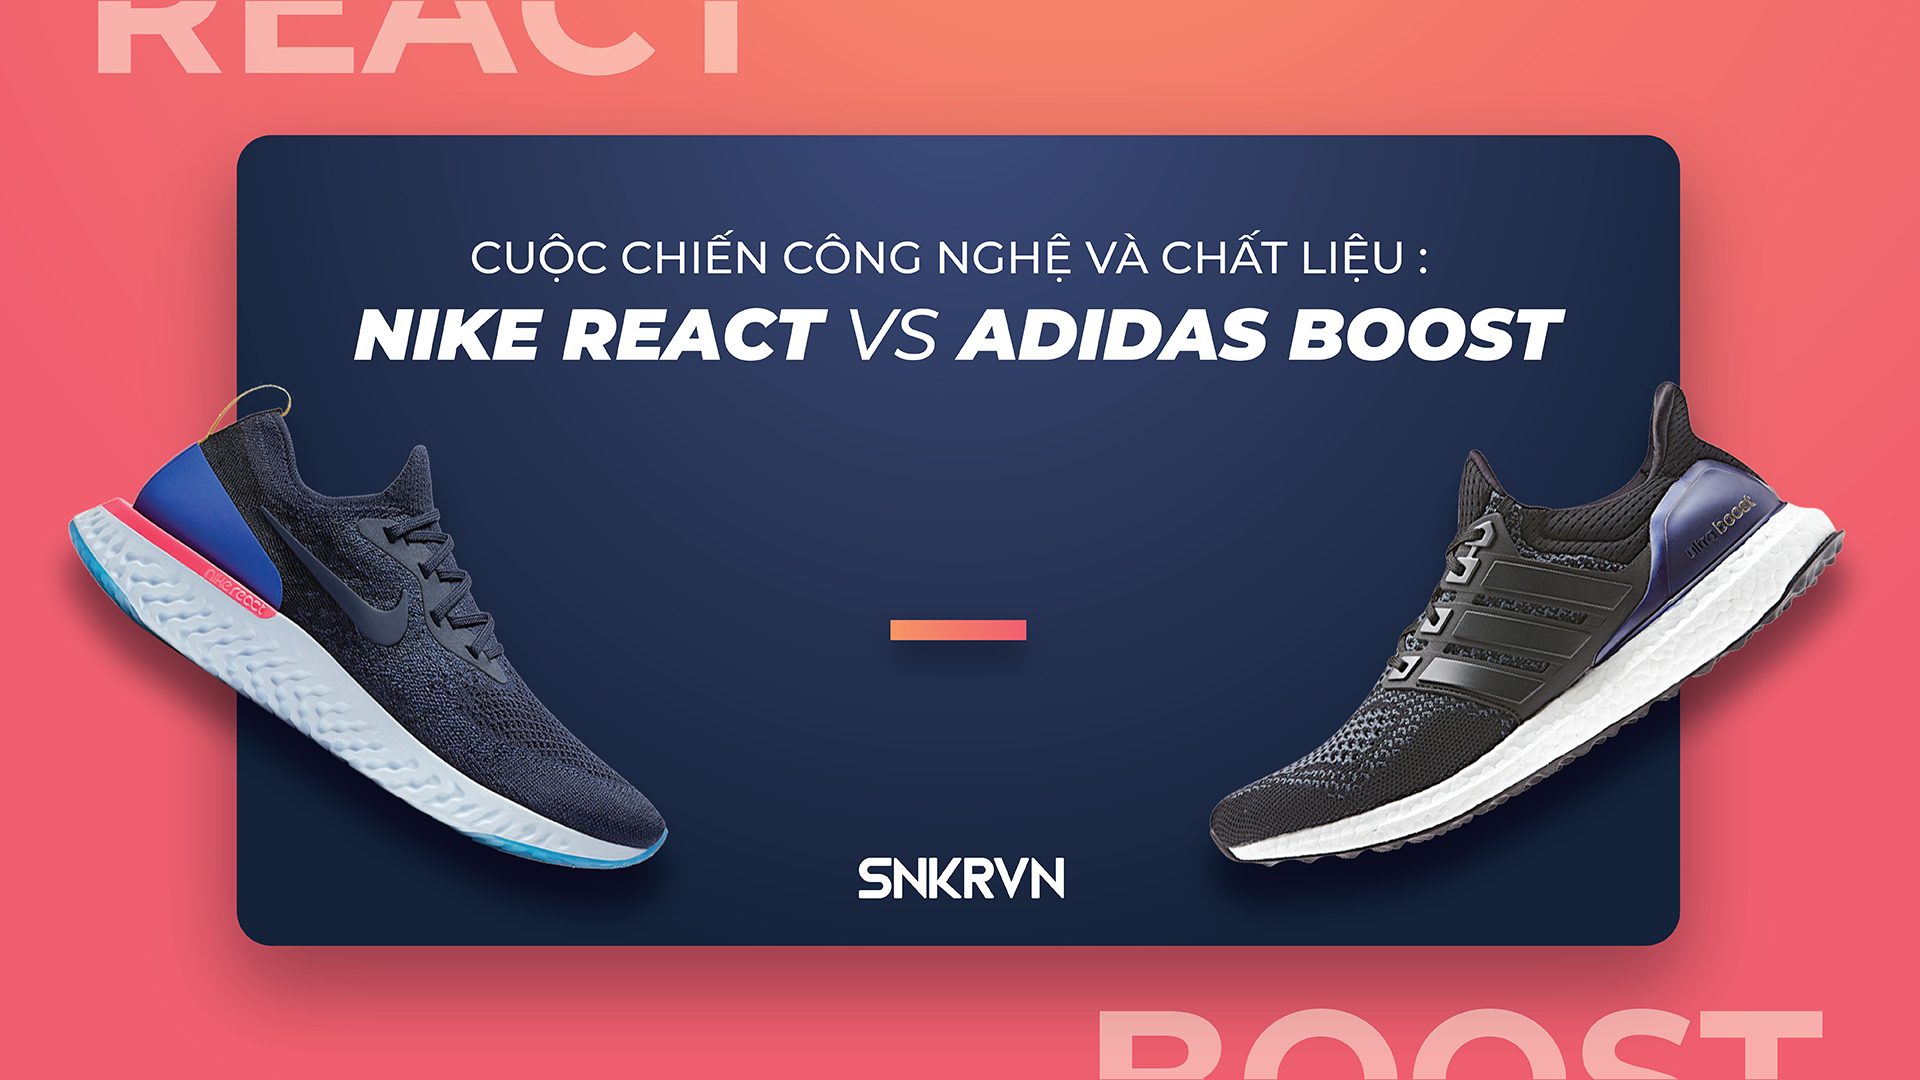 REACT
CUỘC CHIẾN CÔNG NGHỆ VÀ CHẤT LIỆU :
NIKE REACT VS ADIDAS BOOST
nike react
ultra boost
SNKRVN
BOOST